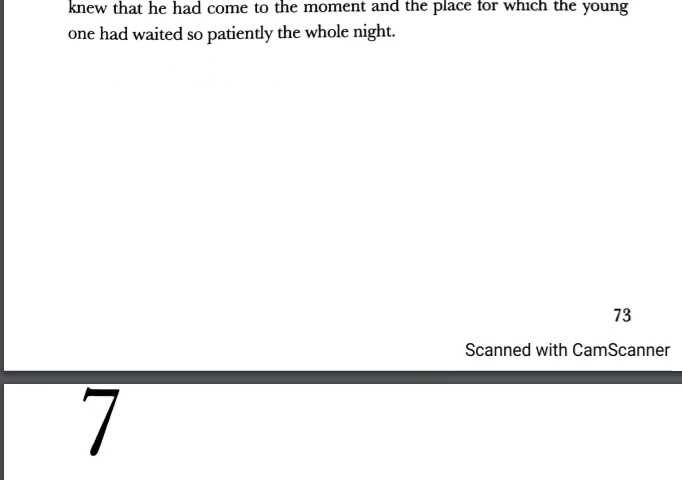 knew that he had come to the moment and the place for which the young
one had waited so patiently the whole night.
73
Scanned with CamScanner
7